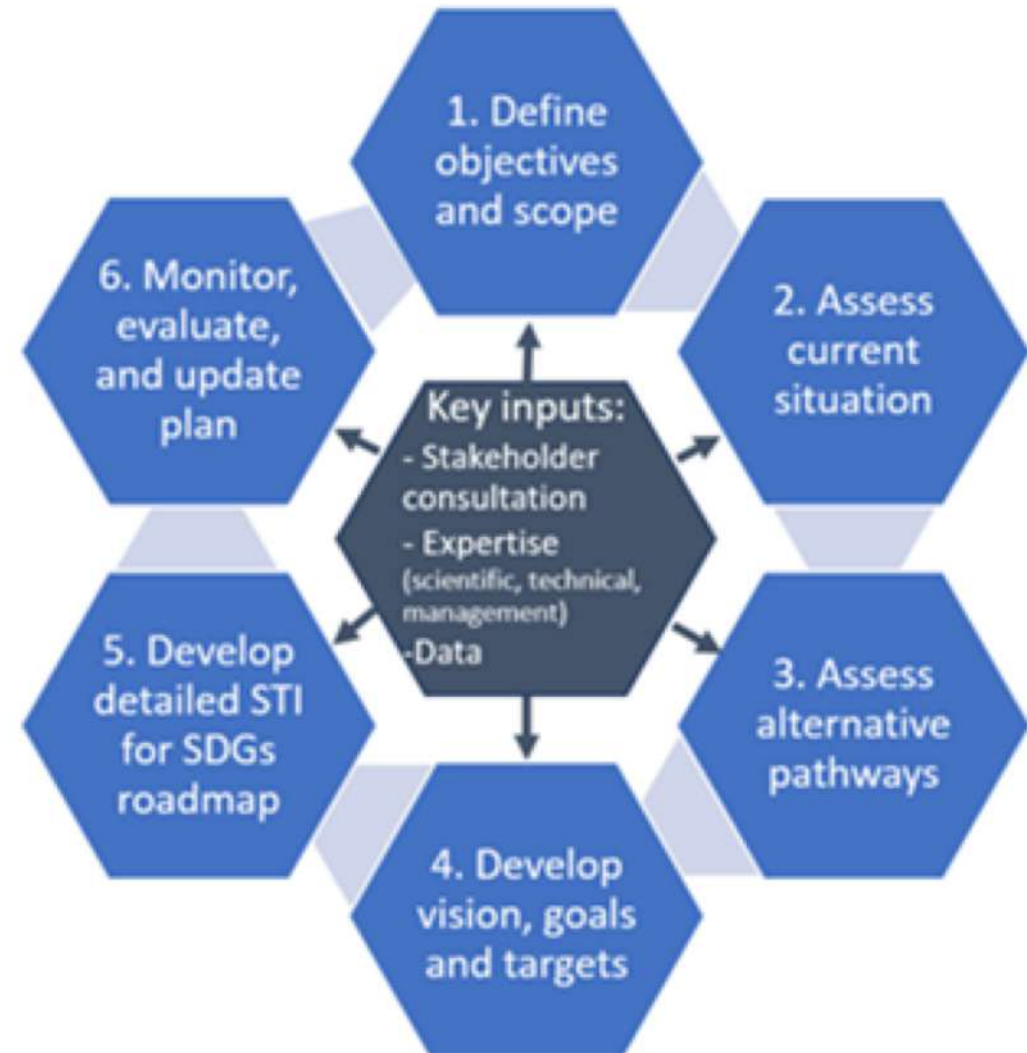 1. Define
objectives
and scope
2. Assess
current
situation
3. Assess
alternative
pathways
4. Develop
vision, goals
and targets
5. Develop
detailed STI
for SDGs
roadmap
6. Monitor,
evaluate,
and update
plan
Key inputs:
- Stakeholder
consultation
- Expertise
(scientific, technical,
management)
-Data